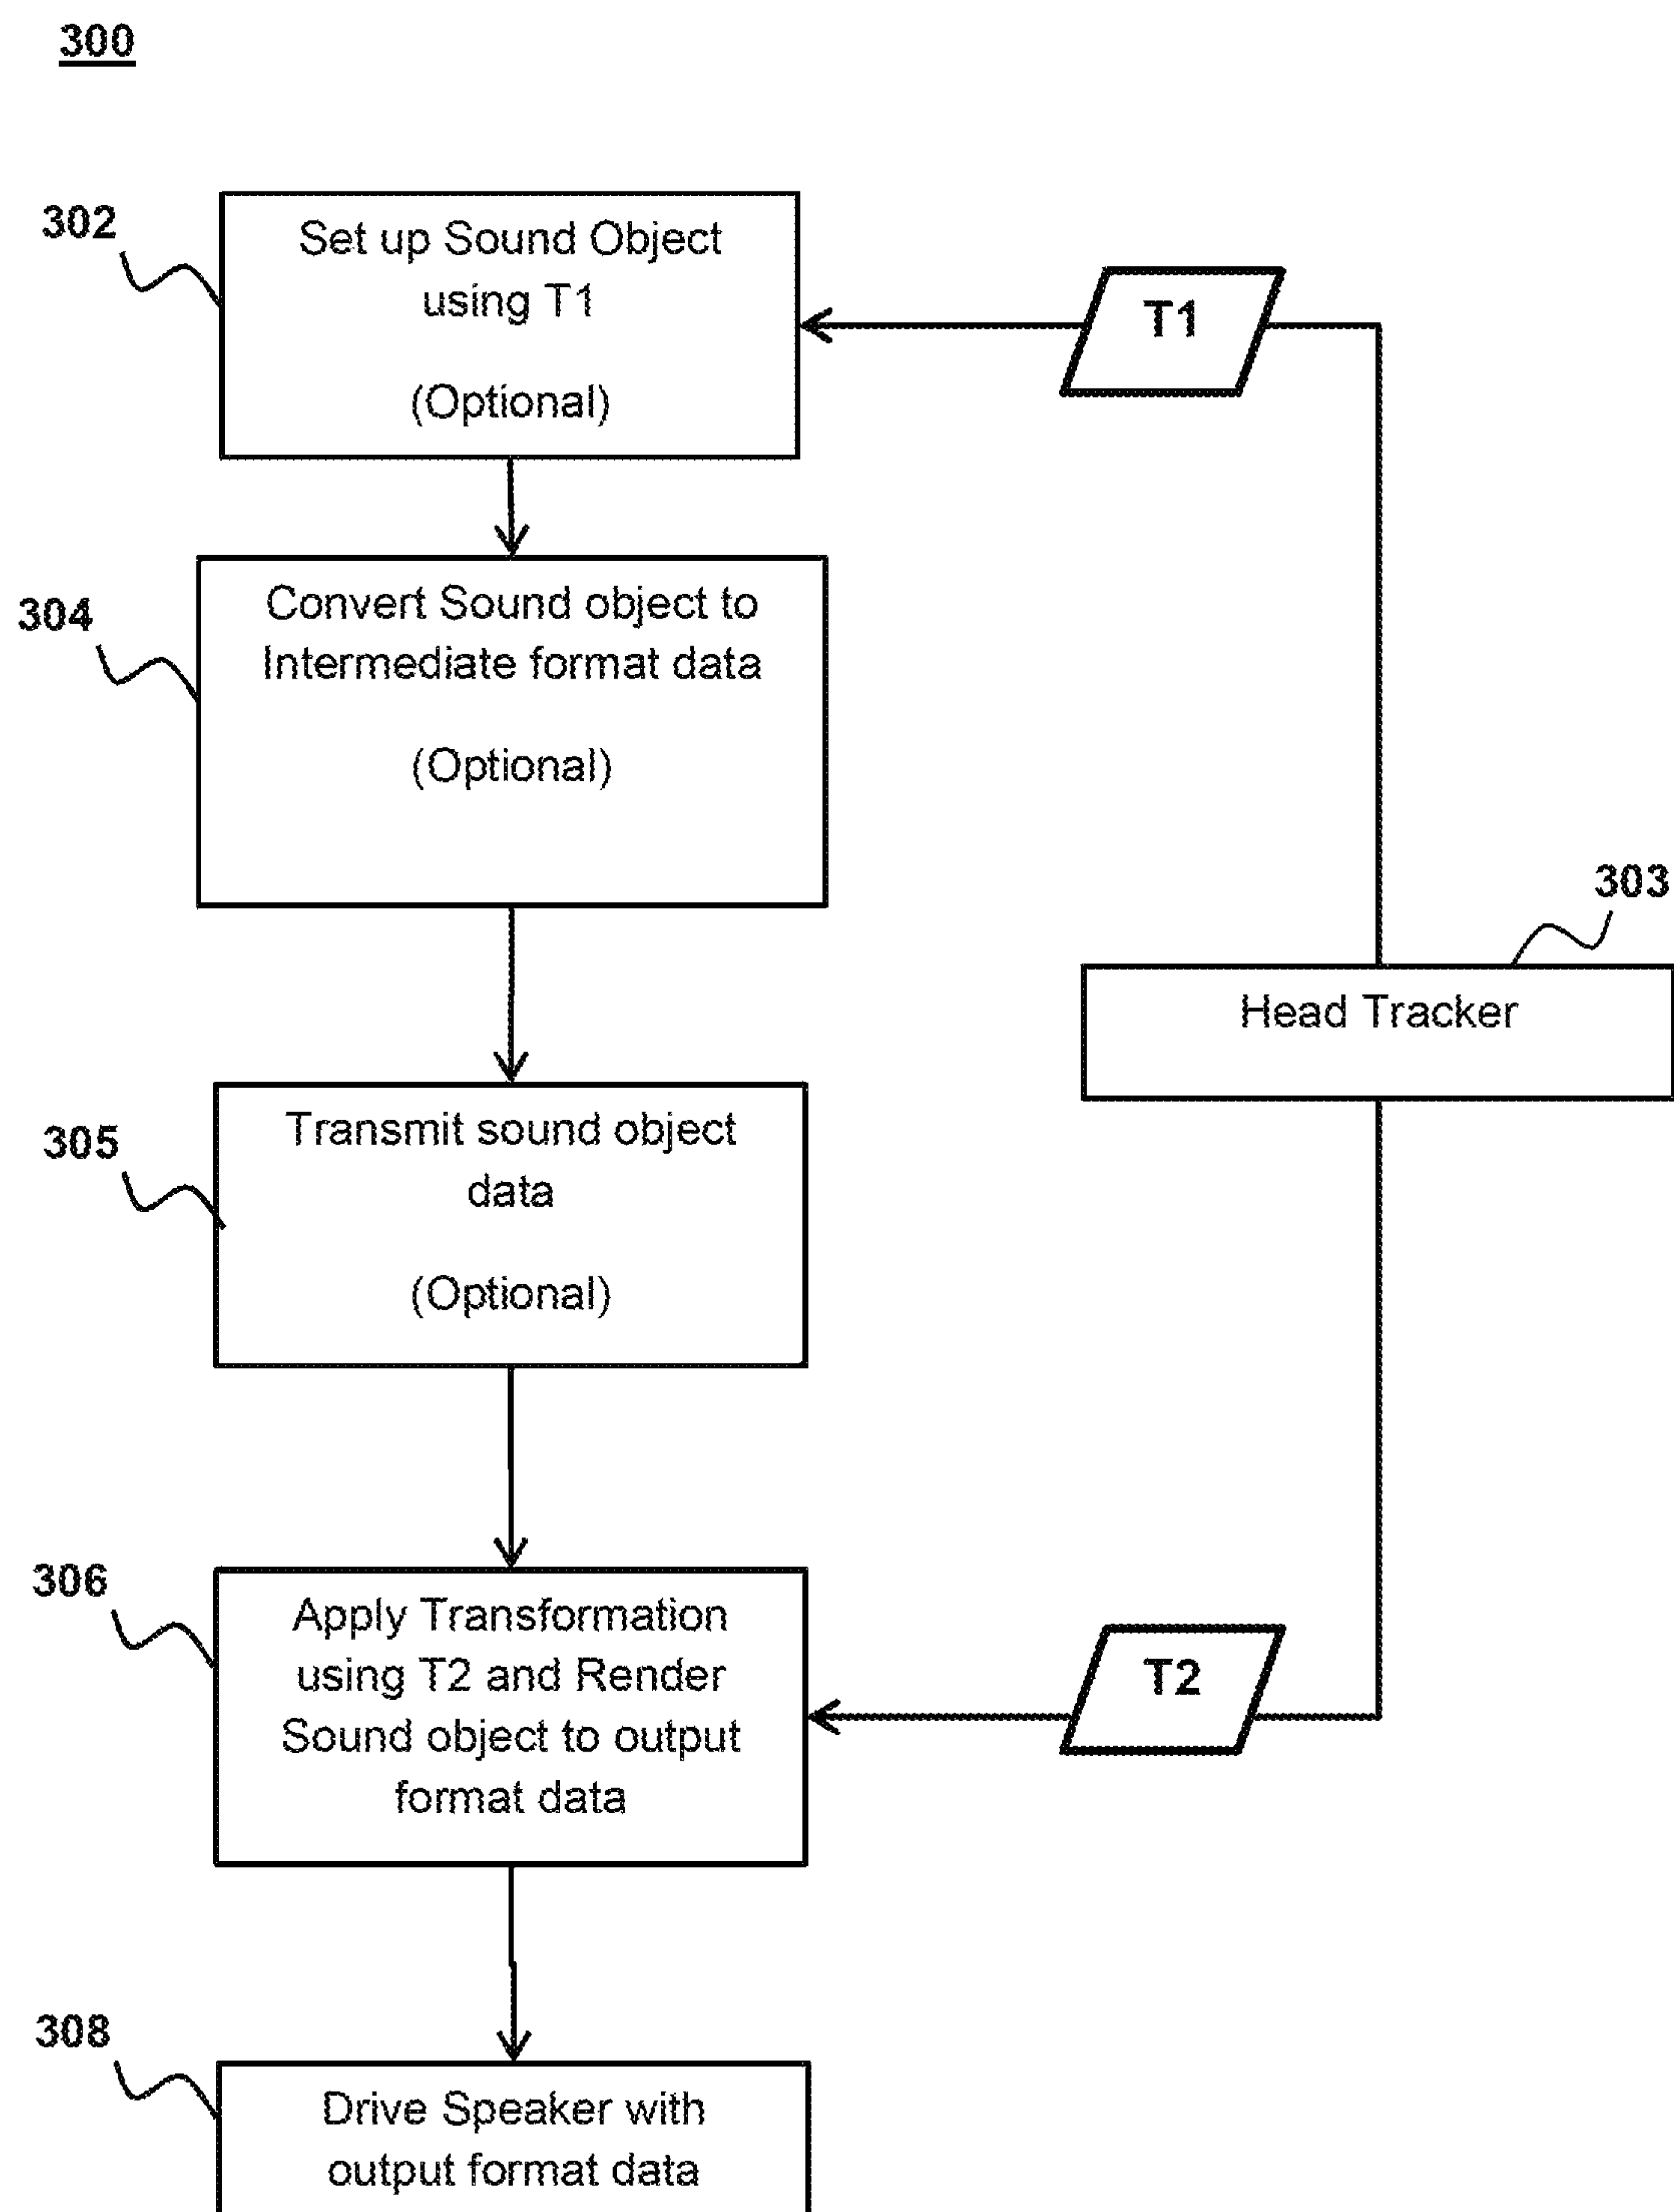 300
302
Set up Sound Object
using T1
(Optional)
T1
304
Convert Sound object to
Intermediate format data
(Optional)
303
Head Tracker
305
Transmit sound object
data
(Optional)
306
Apply Transformation
using T2 and Render
Sound object to output
format data
T2
308
Drive Speaker with
output format data